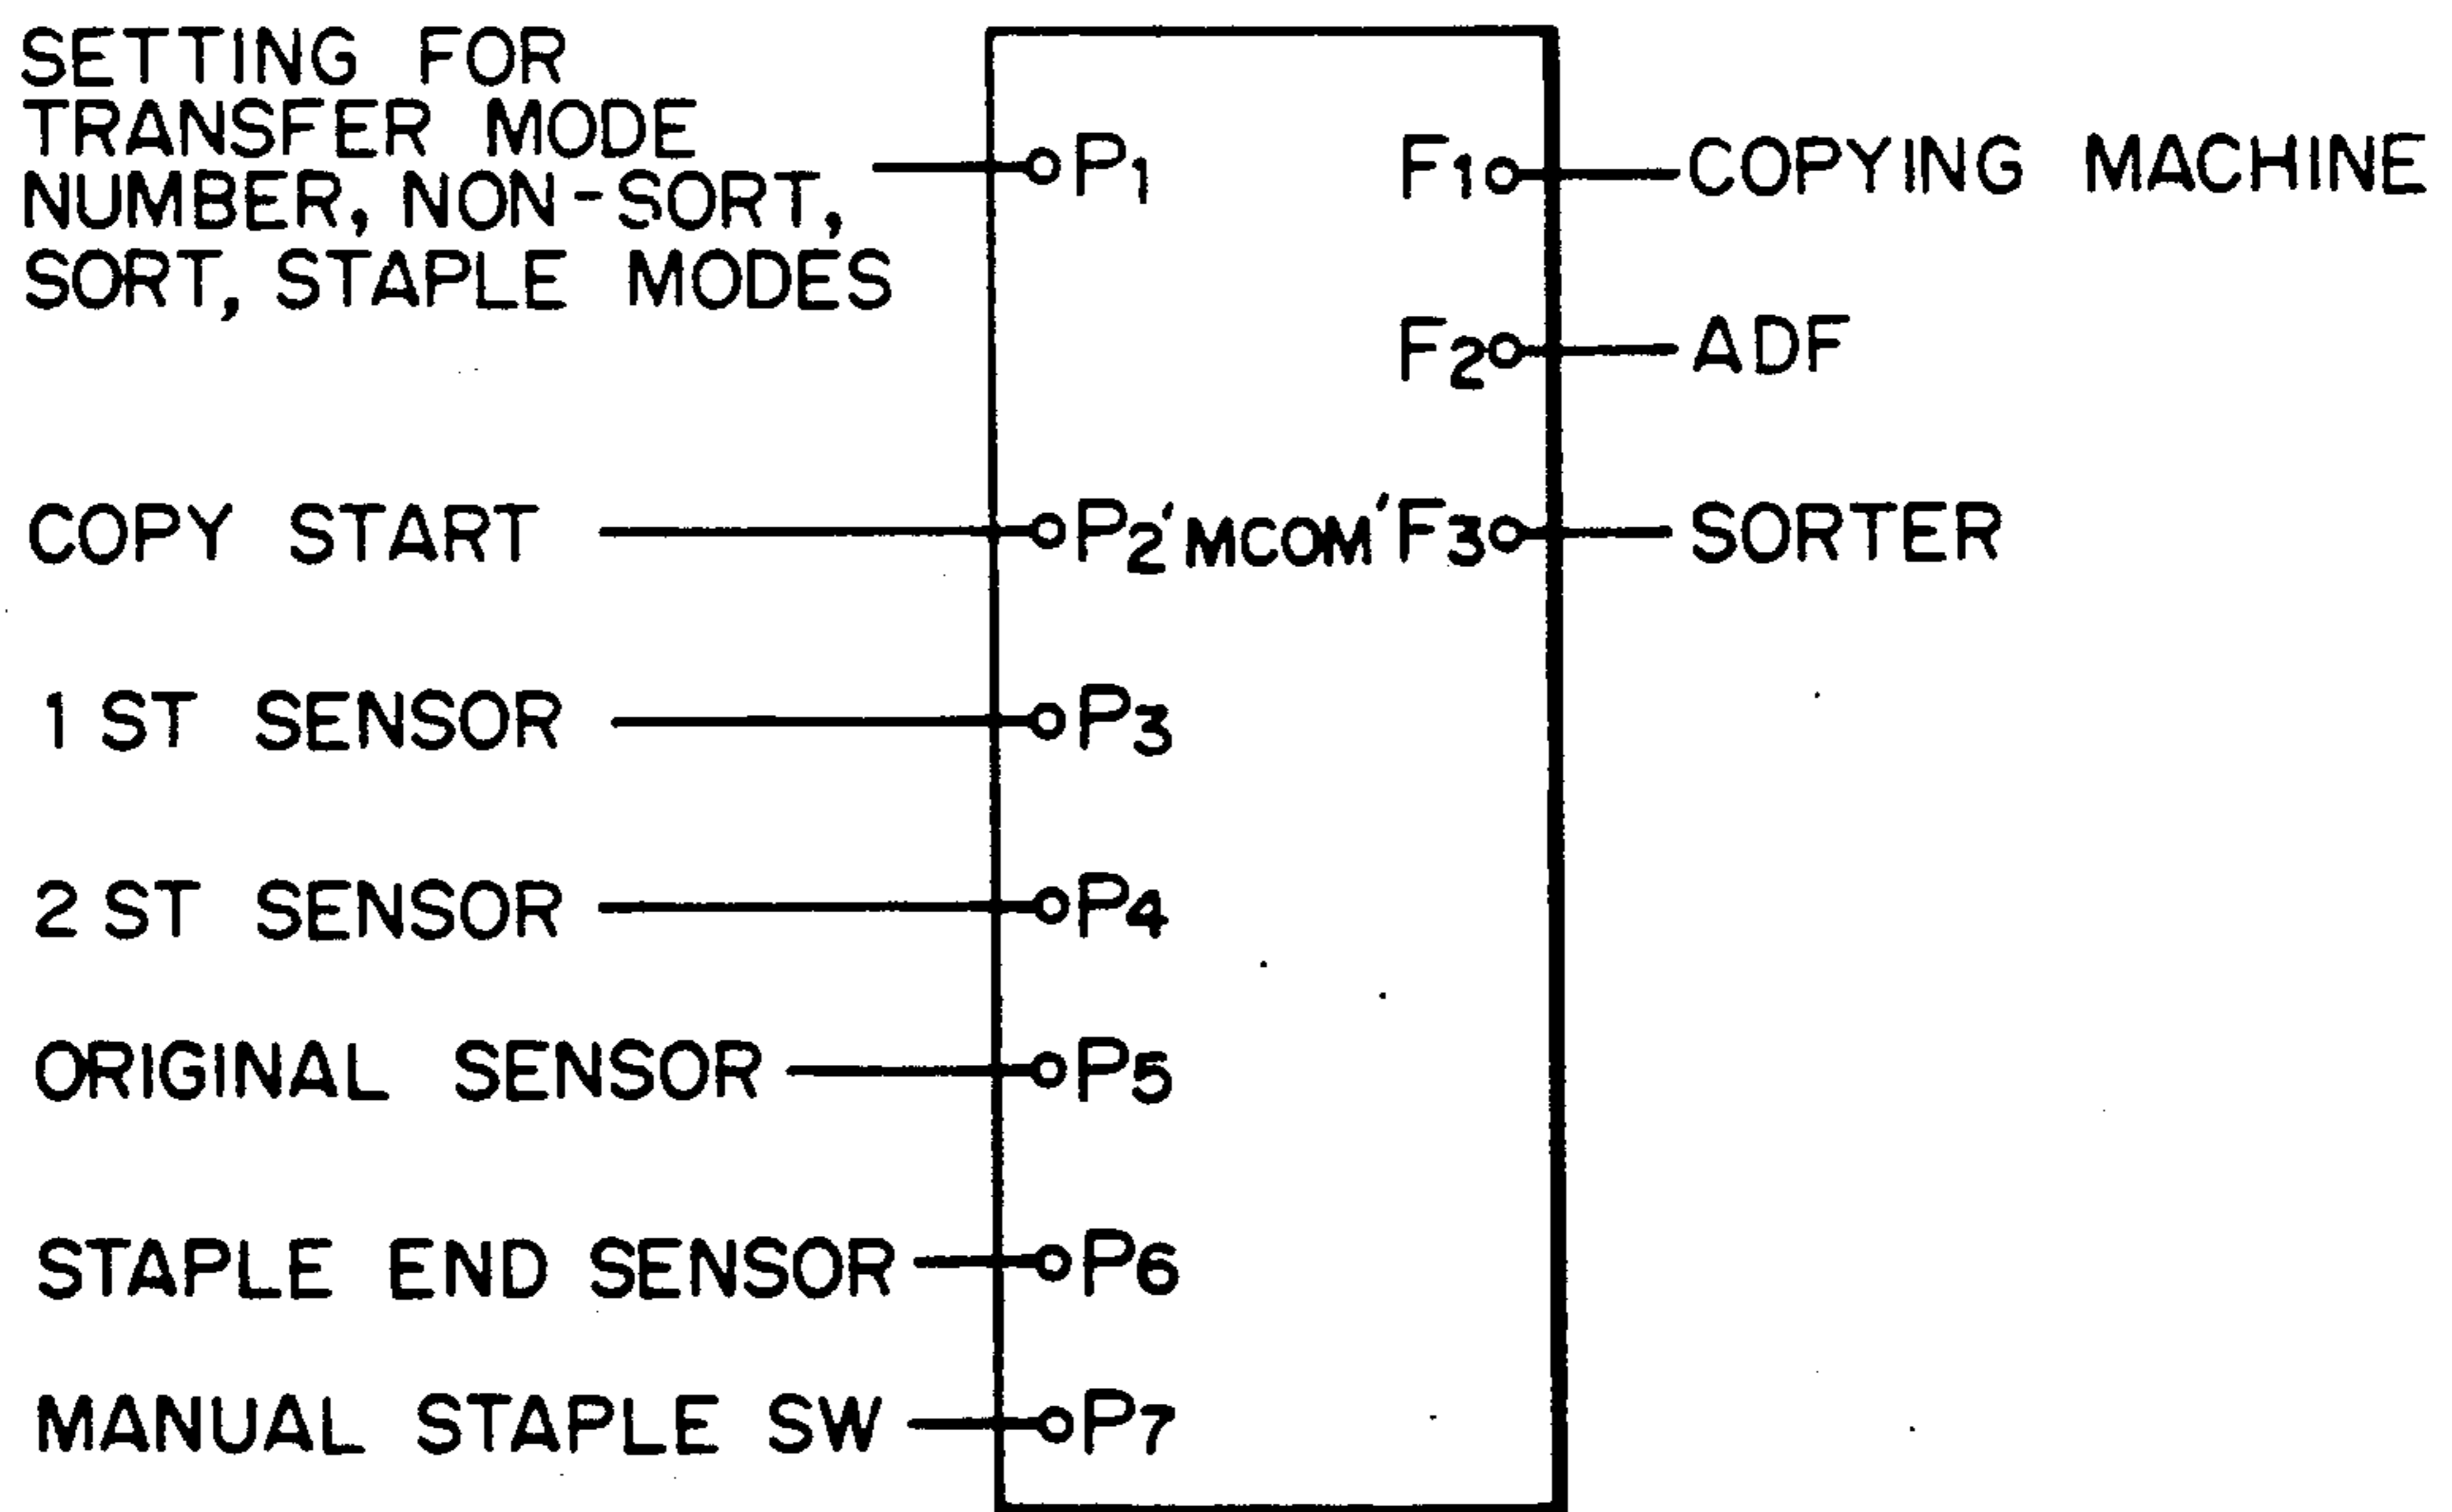 SETTING FOR
TRANSFER MODE
NUMBER, NON-SORT,
SORT, STAPLE MODES
P1
F1 COPYING MACHINE
F2 ADF
COPY START P2 'MCOM' F3 SORTER
1 ST SENSOR P3
2 ST SENSOR P4
ORIGINAL SENSOR P5
STAPLE END SENSOR P6
MANUAL STAPLE SW P7